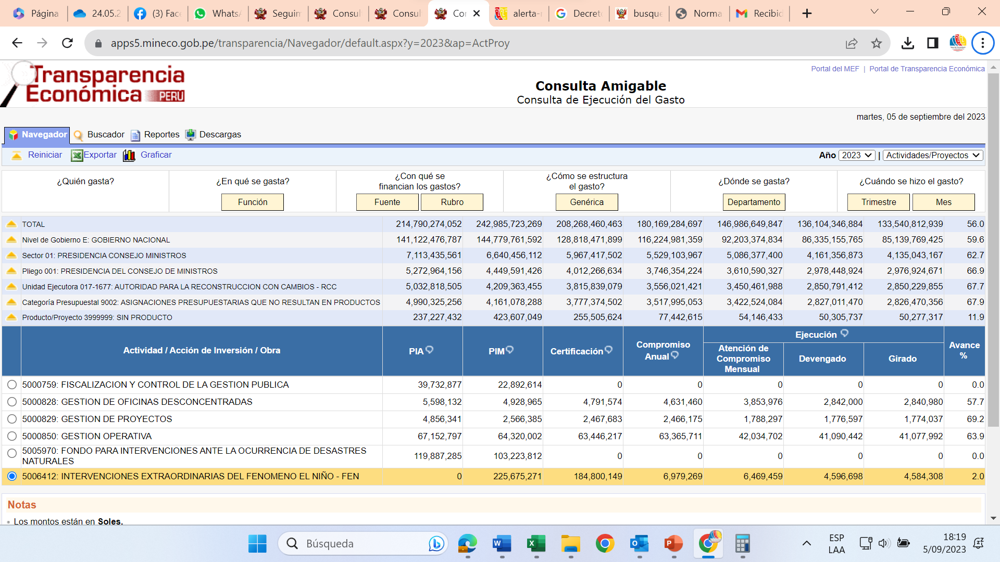 Página
24.05.2
(3) Face
WhatsA
Seguim
Consul
Consul
Co
alerta-r
Decret
busque
Norma
Recibid
apps5.mineco.gob.pe/transparencia/Navegador/default.aspx?y=2023&ap=ActProy
Transparencia
Económica PERU
Portal del MEF | Portal de Transparencia Económica
Consulta Amigable
Consulta de Ejecución del Gasto
martes, 05 de septiembre del 2023
Navegador Buscador Reportes Descargas
Reiniciar Exportar Graficar Año 2023 | Actividades/Proyectos
¿Quién gasta?
¿En qué se gasta?
Función
¿Con qué se
financian los gastos?
Fuente Rubro
¿Cómo se estructura
el gasto?
Genérica
¿Dónde se gasta?
Departamento
¿Cuándo se hizo el gasto?
Trimestre Mes
TOTAL 214,790,274,052 242,985,723,269 208,268,460,463 180,169,284,697 146,986,649,847 136,104,346,884 133,540,812,939 56.0
Nivel de Gobierno E: GOBIERNO NACIONAL 141,122,476,787 144,779,761,592 128,818,471,899 116,224,981,359 92,203,374,834 86,335,155,765 85,139,769,425 59.6
Sector 01: PRESIDENCIA CONSEJO MINISTROS 7,113,435,561 6,640,456,112 5,967,417,502 5,529,103,967 5,086,377,400 4,161,356,873 4,135,043,167 62.7
Pliego 001: PRESIDENCIA DEL CONSEJO DE MINISTROS 5,272,964,156 4,449,591,426 4,012,266,634 3,746,354,224 3,610,590,327 2,978,448,924 2,976,924,671 66.9
Unidad Ejecutora 017-1677: AUTORIDAD PARA LA RECONSTRUCCION CON CAMBIOS - RCC 5,032,818,505 4,209,363,455 3,815,839,079 3,556,021,421 3,450,461,988 2,850,791,412 2,850,229,855 67.7
Categoría Presupuestal 9002: ASIGNACIONES PRESUPUESTARIAS QUE NO RESULTAN EN PRODUCTOS 4,990,325,256 4,161,078,288 3,777,374,502 3,517,995,053 3,422,524,084 2,827,011,470 2,826,470,356 67.9
Producto/Proyecto 3999999: SIN PRODUCTO 237,227,432 423,607,049 255,505,624 77,442,615 54,146,433 50,305,737 50,277,317 11.9
Actividad / Acción de Inversión / Obra
PIA
PIM
Certificación
Compromiso
Anual
Ejecución
Atención de
Compromiso
Mensual
Devengado
Girado
Avance
%
5000759: FISCALIZACION Y CONTROL DE LA GESTION PUBLICA 39,732,877 22,892,614 0 0 0 0 0 0.0
5000828: GESTION DE OFICINAS DESCONCENTRADAS 5,598,132 4,928,965 4,791,574 4,631,460 3,853,976 2,842,000 2,840,980 57.7
5000829: GESTION DE PROYECTOS 4,856,341 2,566,385 2,467,683 2,466,175 1,788,297 1,776,597 1,774,037 69.2
5000850: GESTION OPERATIVA 67,152,797 64,320,002 63,446,217 63,365,711 42,034,702 41,090,442 41,077,992 63.9
5005970: FONDO PARA INTERVENCIONES ANTE LA OCURRENCIA DE DESASTRES
NATURALES 119,887,285 103,223,812 0 0 0 0 0 0.0
5006412: INTERVENCIONES EXTRAORDINARIAS DEL FENOMENO EL NIÑO - FEN 0 225,675,271 184,800,149 6,979,269 6,469,459 4,596,698 4,584,308 2.0
Notas
Los montos están en Soles.
Búsqueda
ESP
LAA
18:19
5/09/2023